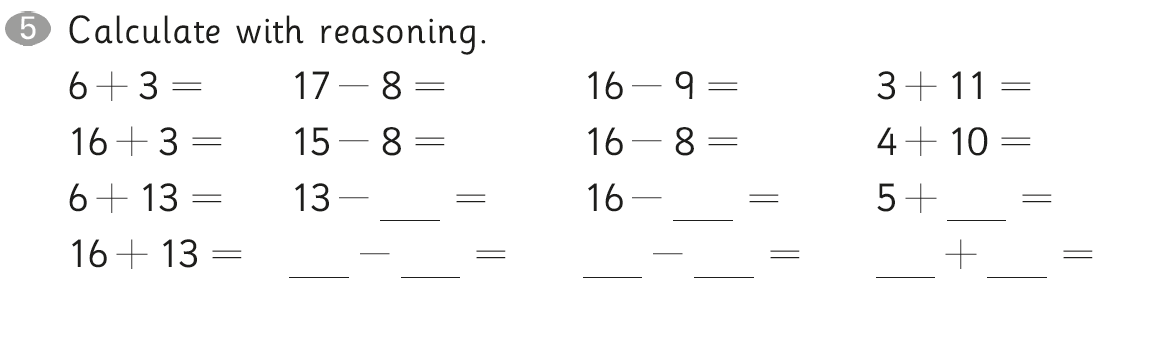 5 Calculate with reasoning.
6 + 3 = 17 − 8 = 16 − 9 = 3 + 11 =
16 + 3 = 15 − 8 = 16 − 8 = 4 + 10 =
6 + 13 = 13 − ___ = 16 − ___ = 5 + ___ =
16 + 13 = ___ − ___ = ___ − ___ = ___ + ___ =